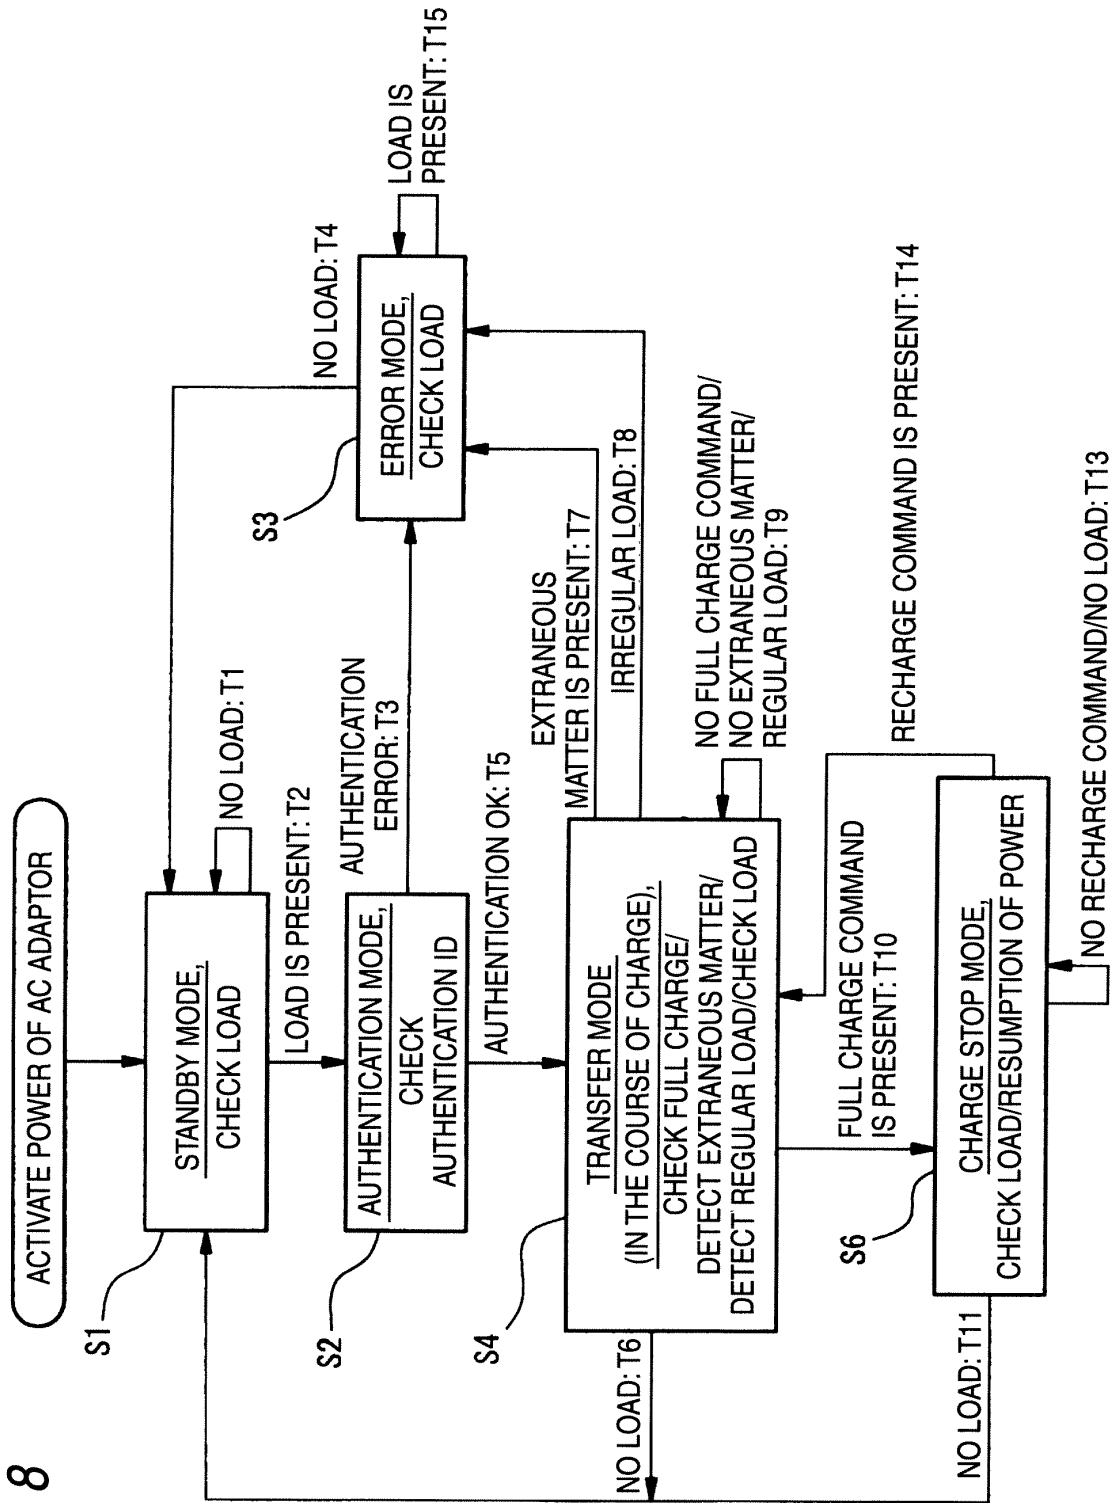 8
ACTIVATE POWER OF AC ADAPTOR
S1
STANDBY MODE,
CHECK LOAD
NO LOAD: T1
LOAD IS PRESENT: T2
S2
AUTHENTICATION MODE,
CHECK
AUTHENTICATION ID
AUTHENTICATION
ERROR: T3
AUTHENTICATION OK: T5
S3
ERROR MODE,
CHECK LOAD
NO LOAD: T4
LOAD IS
PRESENT: T15
S4
TRANSFER MODE
(IN THE COURSE OF CHARGE),
CHECK FULL CHARGE/
DETECT EXTRANEOUS MATTER/
DETECT REGULAR LOAD/CHECK LOAD
NO LOAD: T6
EXTRANEOUS
MATTER IS PRESENT: T7
IRREGULAR LOAD: T8
NO FULL CHARGE COMMAND/
NO EXTRANEOUS MATTER/
REGULAR LOAD: T9
FULL CHARGE COMMAND
IS PRESENT: T10
S6
CHARGE STOP MODE,
CHECK LOAD/RESUMPTION OF POWER
NO LOAD: T11
RECHARGE COMMAND IS PRESENT: T14
NO RECHARGE COMMAND/NO LOAD: T13